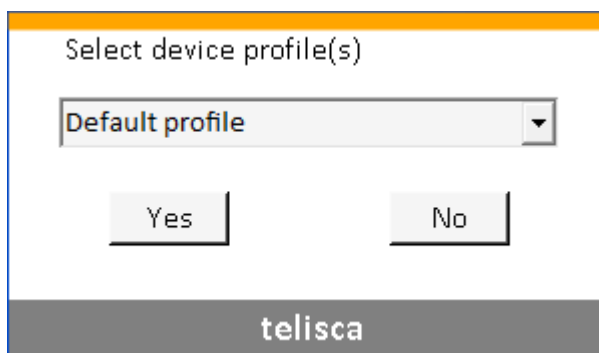 Select device profile(s)
Default profile
Yes No
telisca